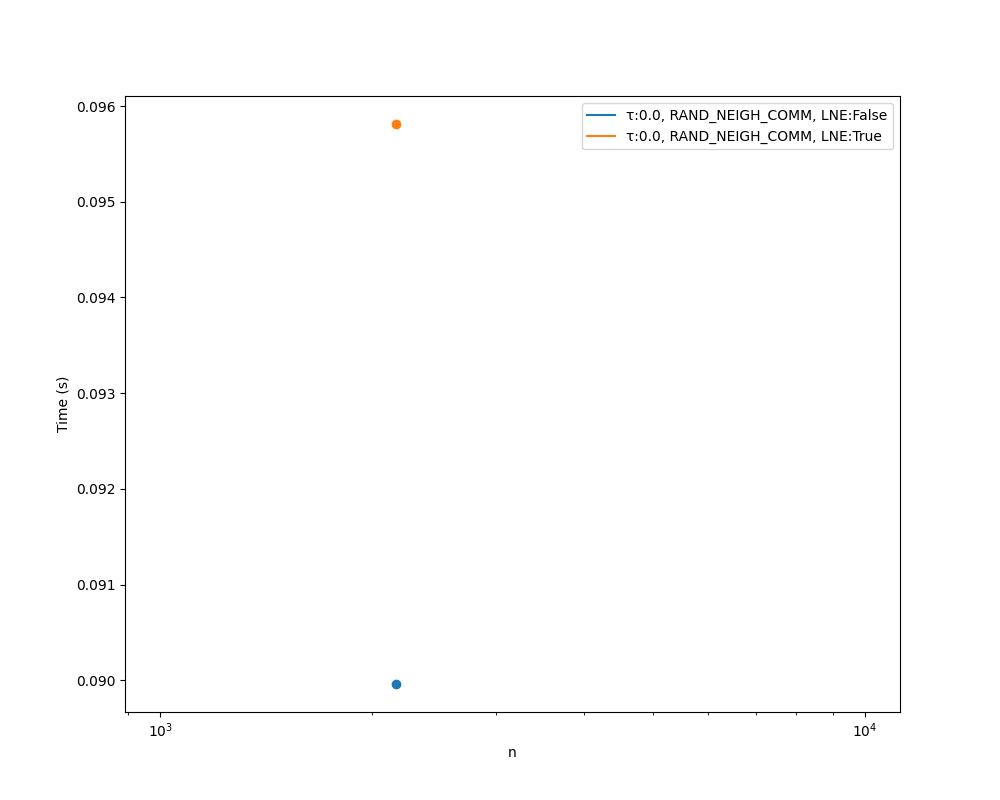 τ:0.0, RAND_NEIGH_COMM, LNE:False
τ:0.0, RAND_NEIGH_COMM, LNE:True
0.096
0.095
0.094
0.093
0.092
0.091
0.090
Time (s)
10³
10⁴
n